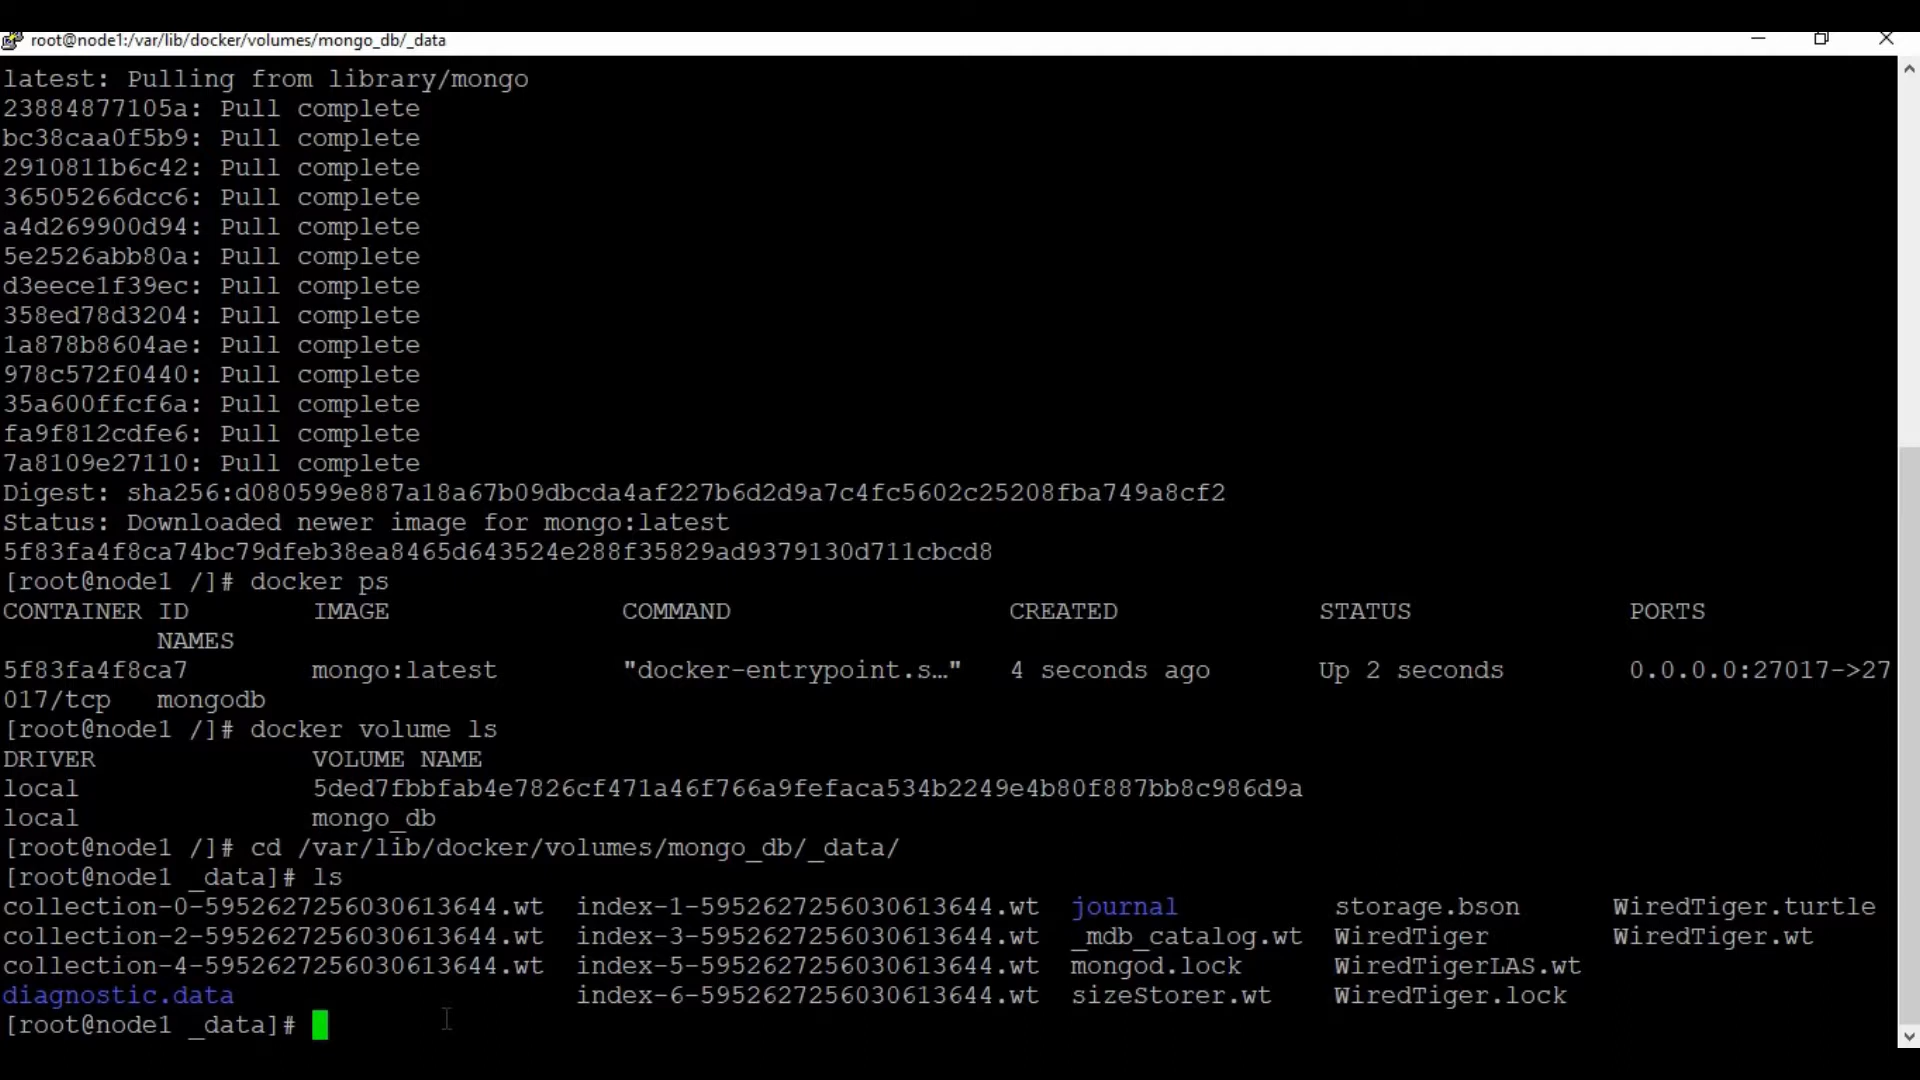 root@node1:/var/lib/docker/volumes/mongo_db/_data
latest: Pulling from library/mongo
23884877105a: Pull complete
bc38caa0f5b9: Pull complete
2910811b6c42: Pull complete
36505266dcc6: Pull complete
a4d269900d94: Pull complete
5e2526abb80a: Pull complete
d3eece1f39ec: Pull complete
358ed78d3204: Pull complete
1a878b8604ae: Pull complete
978c572f0440: Pull complete
35a600ffcf6a: Pull complete
fa9f812cdfe6: Pull complete
7a8109e27110: Pull complete
Digest: sha256:d080599e887a18a67b09dbcda4af227b6d2d9a7c4fc5602c25208fba749a8cf2
Status: Downloaded newer image for mongo:latest
5f83fa4f8ca74bc79dfeb38ea8465d643524e288f35829ad9379130d711cbcd8
[root@node1 /]# docker ps
CONTAINER ID        IMAGE               COMMAND                  CREATED             STATUS              PORTS
          NAMES
5f83fa4f8ca7        mongo:latest        "docker-entrypoint.s…"   4 seconds ago       Up 2 seconds        0.0.0.0:27017->27
017/tcp   mongodb
[root@node1 /]# docker volume ls
DRIVER              VOLUME NAME
local               5ded7fbbfab4e7826cf471a46f766a9fefaca534b2249e4b80f887bb8c986d9a
local               mongo_db
[root@node1 /]# cd /var/lib/docker/volumes/mongo_db/_data/
[root@node1 _data]# ls
collection-0-5952627256030613644.wt  index-1-5952627256030613644.wt  journal          storage.bson      WiredTiger.turtle
collection-2-5952627256030613644.wt  index-3-5952627256030613644.wt  _mdb_catalog.wt  WiredTiger        WiredTiger.wt
collection-4-5952627256030613644.wt  index-5-5952627256030613644.wt  mongod.lock      WiredTigerLAS.wt
diagnostic.data                      index-6-5952627256030613644.wt  sizeStorer.wt    WiredTiger.lock
[root@node1 _data]#